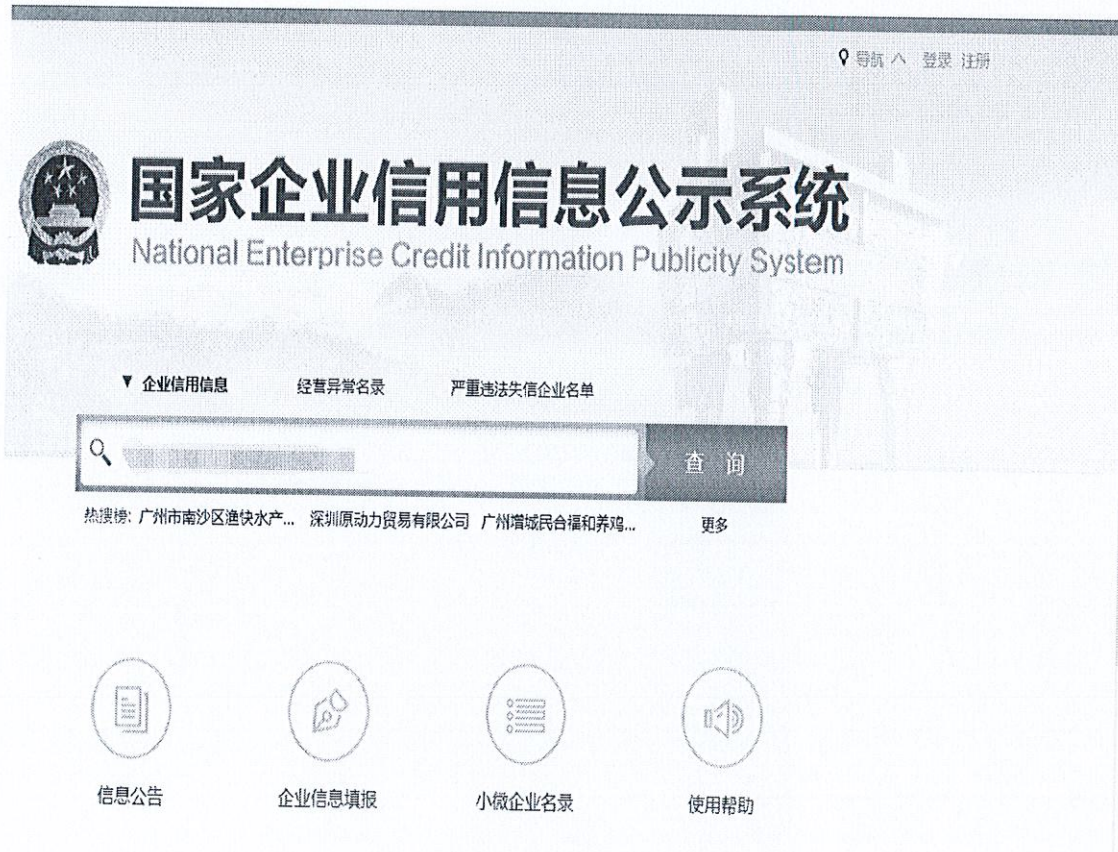 导航 へ 登录 注册
国家企业信用信息公示系统
National Enterprise Credit Information Publicity System
▼ 企业信用信息 经营异常名录 严重违法失信企业名单
查 询
热搜榜: 广州市南沙区渔快水产... 深圳原动力贸易有限公司 广州增城民合福和养鸡... 更多
信息公告 企业信息填报 小微企业名录 使用帮助